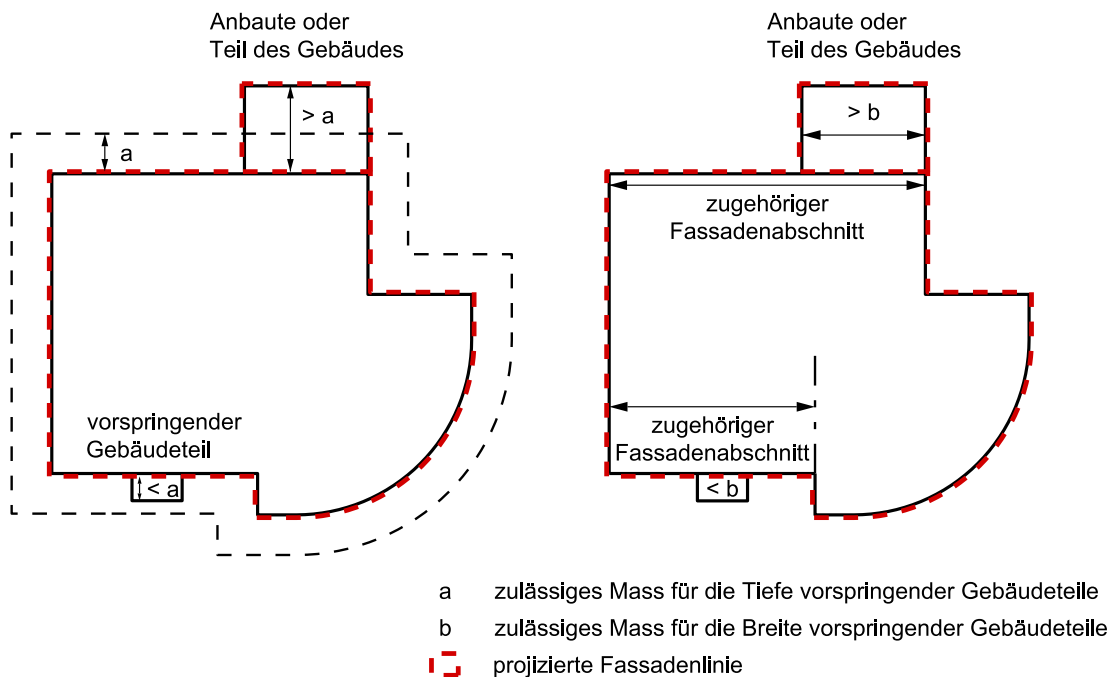 Anbaute oder
Teil des Gebäudes
> a
a
vorspringender
Gebäudeteil
< a
Anbaute oder
Teil des Gebäudes
> b
zugehöriger
Fassadenabschnitt
zugehöriger
Fassadenabschnitt
< b
a zulässiges Mass für die Tiefe vorspringender Gebäudeteile
b zulässiges Mass für die Breite vorspringender Gebäudeteile
projizierte Fassadenlinie